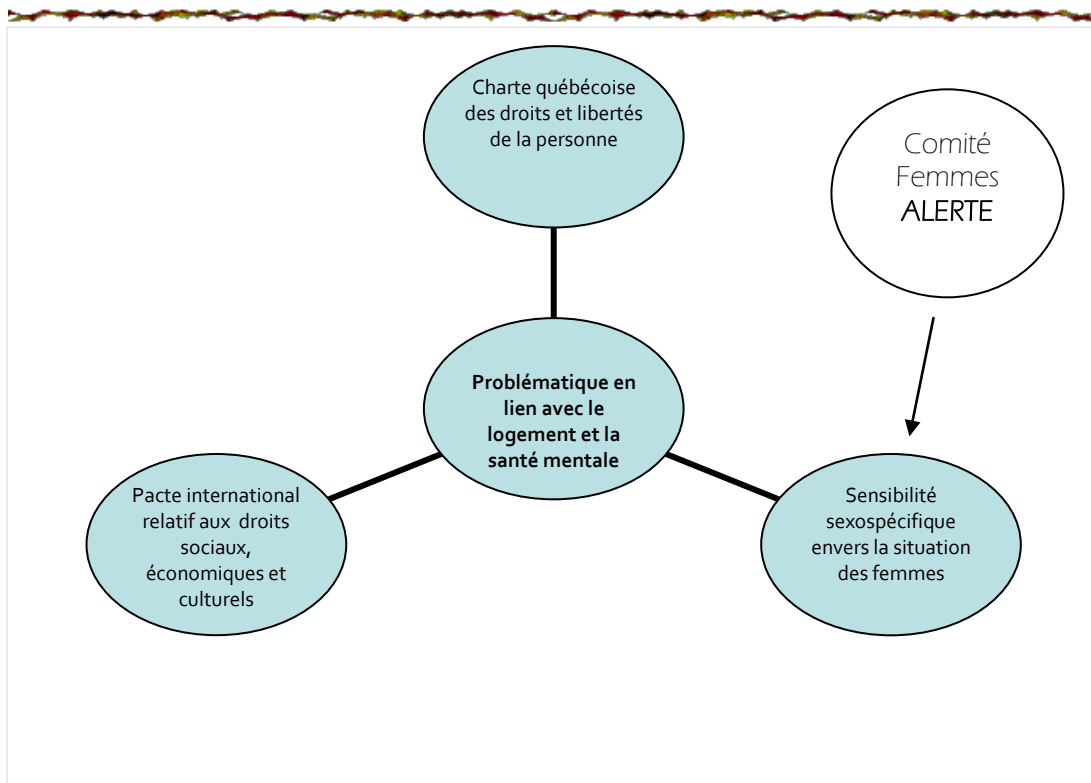 Charte québécoise
des droits et libertés
de la personne
Comité
Femmes
ALERTE
Problématique en
lien avec le
logement et la
santé mentale
Pacte international
relatif aux droits
sociaux,
économiques et
culturels
Sensibilité
sexospécifique
envers la situation
des femmes